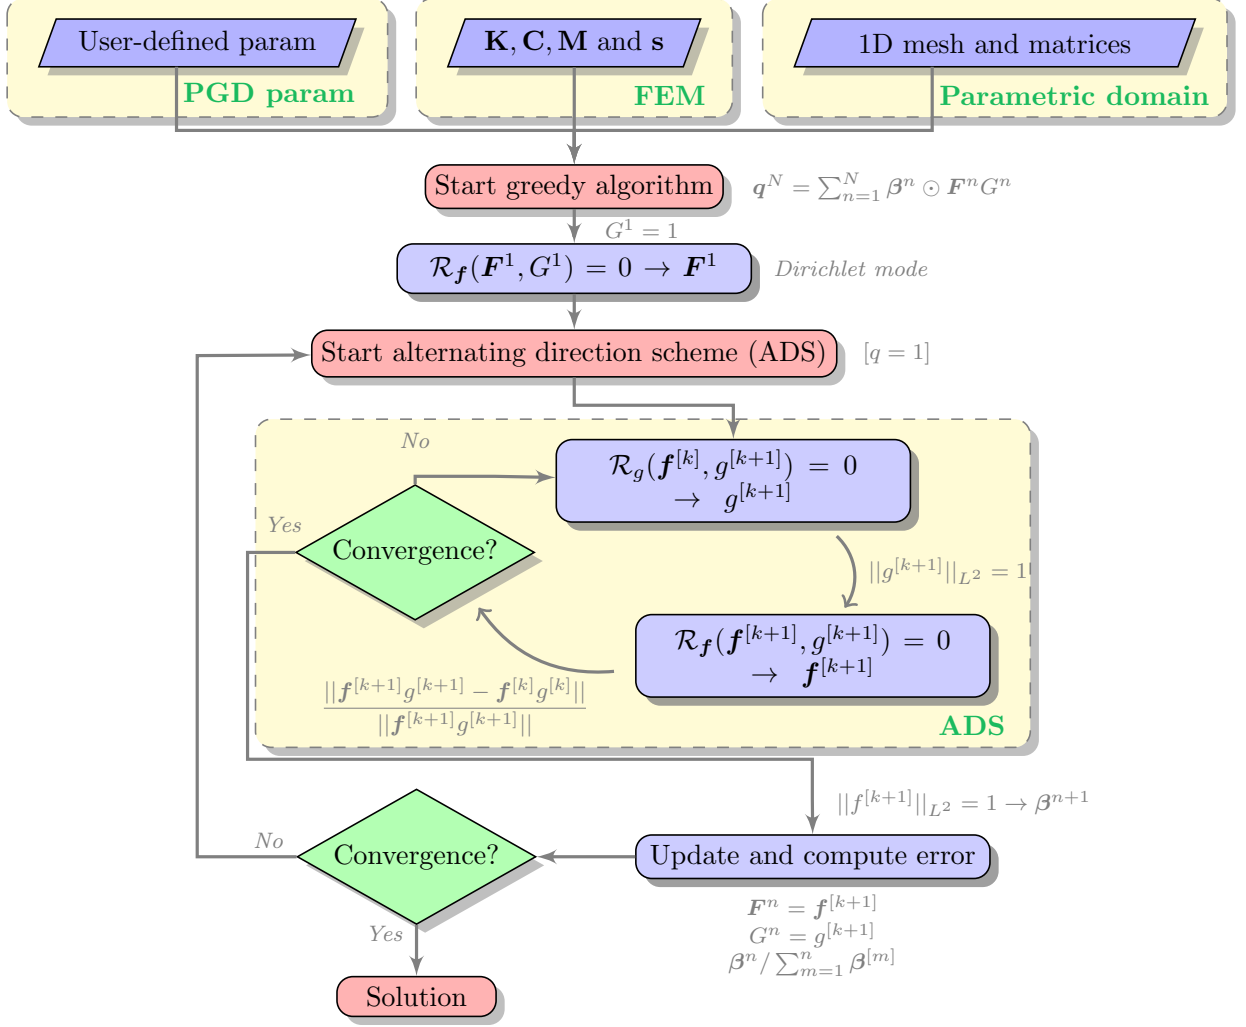 User-defined param
K, C, M and s
1D mesh and matrices
PGD param
FEM
Parametric domain
Start greedy algorithm
q^N = ∑_{n=1}^{N} β^n ⊙ F^n G^n
G^1 = 1
R_f(F^1, G^1) = 0 → F^1
Dirichlet mode
Start alternating direction scheme (ADS)
[q = 1]
No
R_g(f^{[k]}, g^{[k+1]}) = 0
→ g^{[k+1]}
Yes
Convergence?
||g^{[k+1]}||_{L^2} = 1
R_f(f^{[k+1]}, g^{[k+1]}) = 0
→ f^{[k+1]}
||f^{[k+1]}g^{[k+1]} − f^{[k]}g^{[k]}||
||f^{[k+1]}g^{[k+1]}||
ADS
||f^{[k+1]}||_{L^2} = 1 → β^{n+1}
No
Convergence?
Update and compute error
F^n = f^{[k+1]}
G^n = g^{[k+1]}
β^n / ∑_{m=1}^{n} β^{[m]}
Yes
Solution